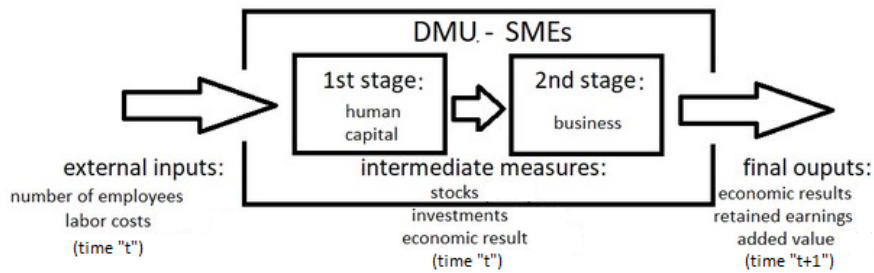 DMU. - SMEs
1st stage:
human
capital
2nd stage:
business
external inputs:
number of employees
labor costs
(time "t")
intermediate measures:
stocks
investments
economic result
(time "t")
final ouputs:
economic results
retained earnings
added value
(time "t+1")